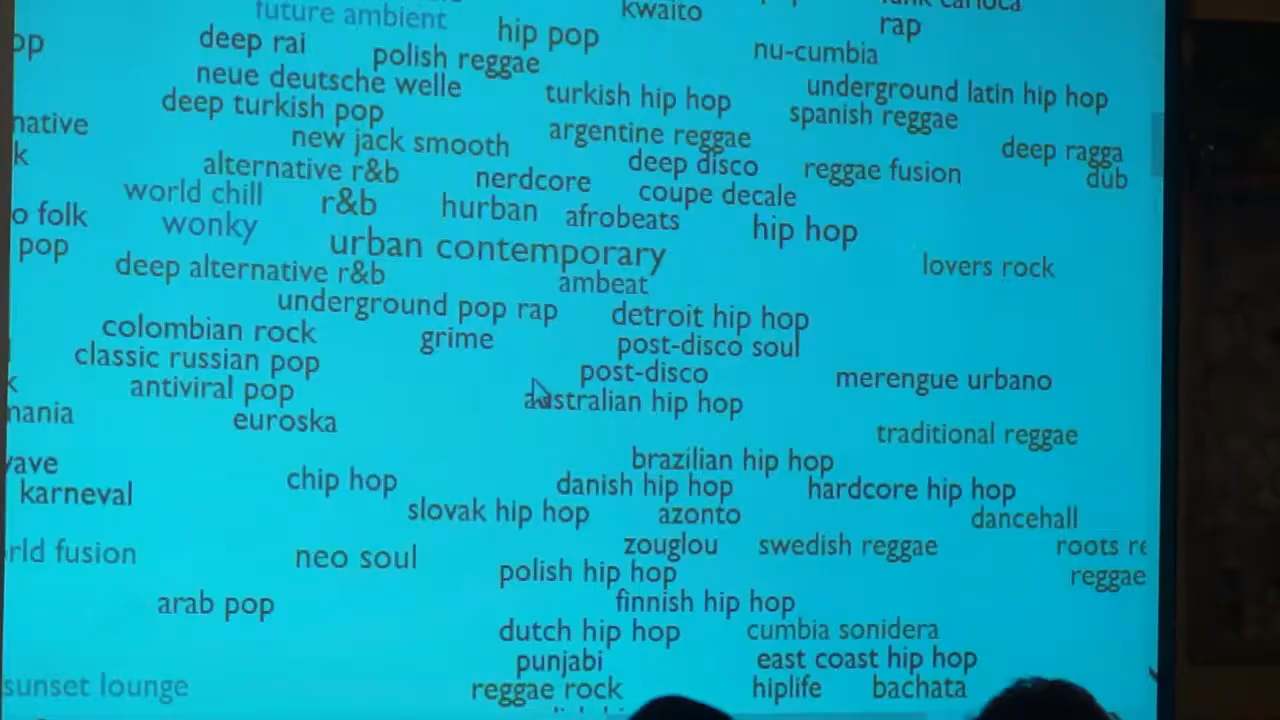 future ambient
kwaito
rap
hip pop
deep rai
nu-cumbia
polish reggae
neue deutsche welle
underground latin hip hop
turkish hip hop
deep turkish pop
spanish reggae
argentine reggae
new jack smooth
deep ragga
deep disco
alternative r&b
reggae fusion
nerdcore
dub
world chill
coupe decale
r&b
hurban
afrobeats
o folk
wonky
hip hop
pop
urban contemporary
lovers rock
deep alternative r&b
ambeat
underground pop rap
detroit hip hop
colombian rock
grime
post-disco soul
classic russian pop
post-disco
merengue urbano
antiviral pop
australian hip hop
euroska
traditional reggae
brazilian hip hop
chip hop
danish hip hop
hardcore hip hop
karneval
slovak hip hop
azonto
dancehall
zouglou
swedish reggae
fusion
neo soul
roots
polish hip hop
reggae
arab pop
finnish hip hop
dutch hip hop
cumbia sonidera
punjabi
east coast hip hop
sunset lounge
reggae rock
hiplife
bachata